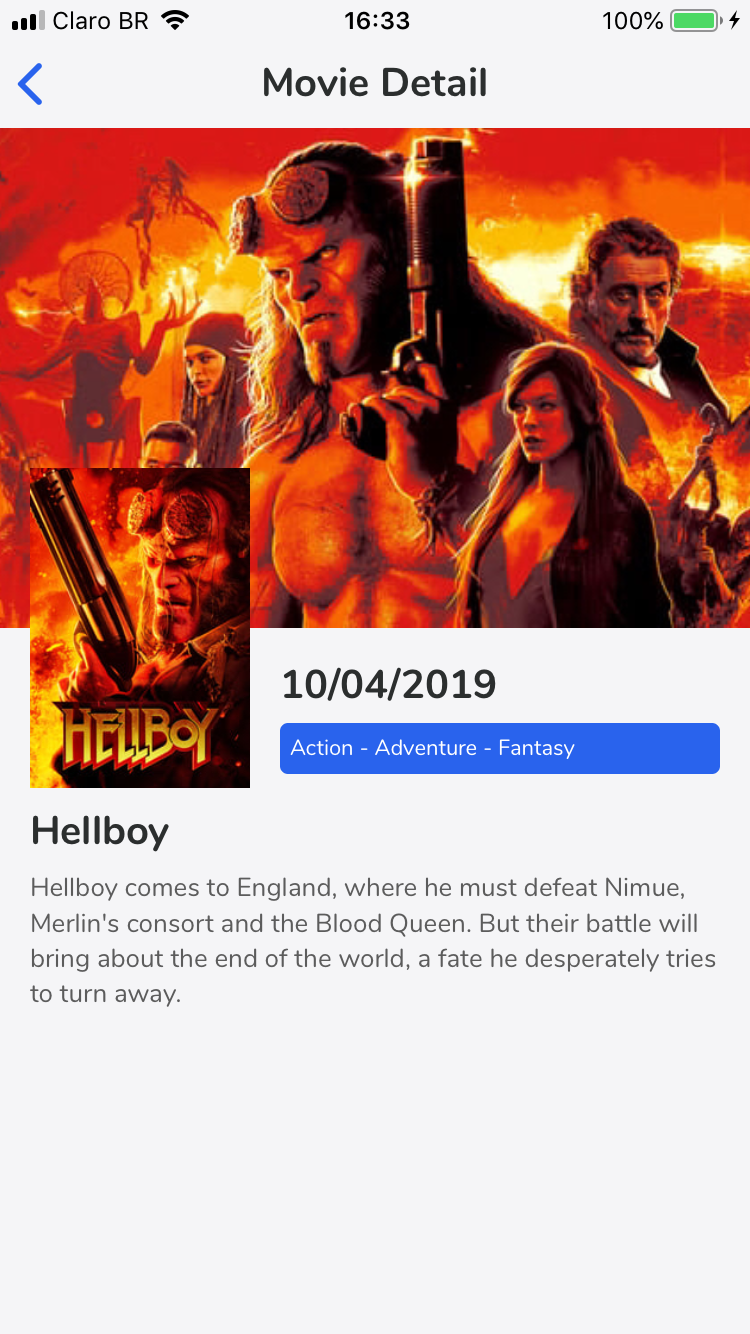 Claro BR
16:33
100%
Movie Detail
HELLBOY
10/04/2019
Action - Adventure - Fantasy
Hellboy
Hellboy comes to England, where he must defeat Nimue,
Merlin's consort and the Blood Queen. But their battle will
bring about the end of the world, a fate he desperately tries
to turn away.